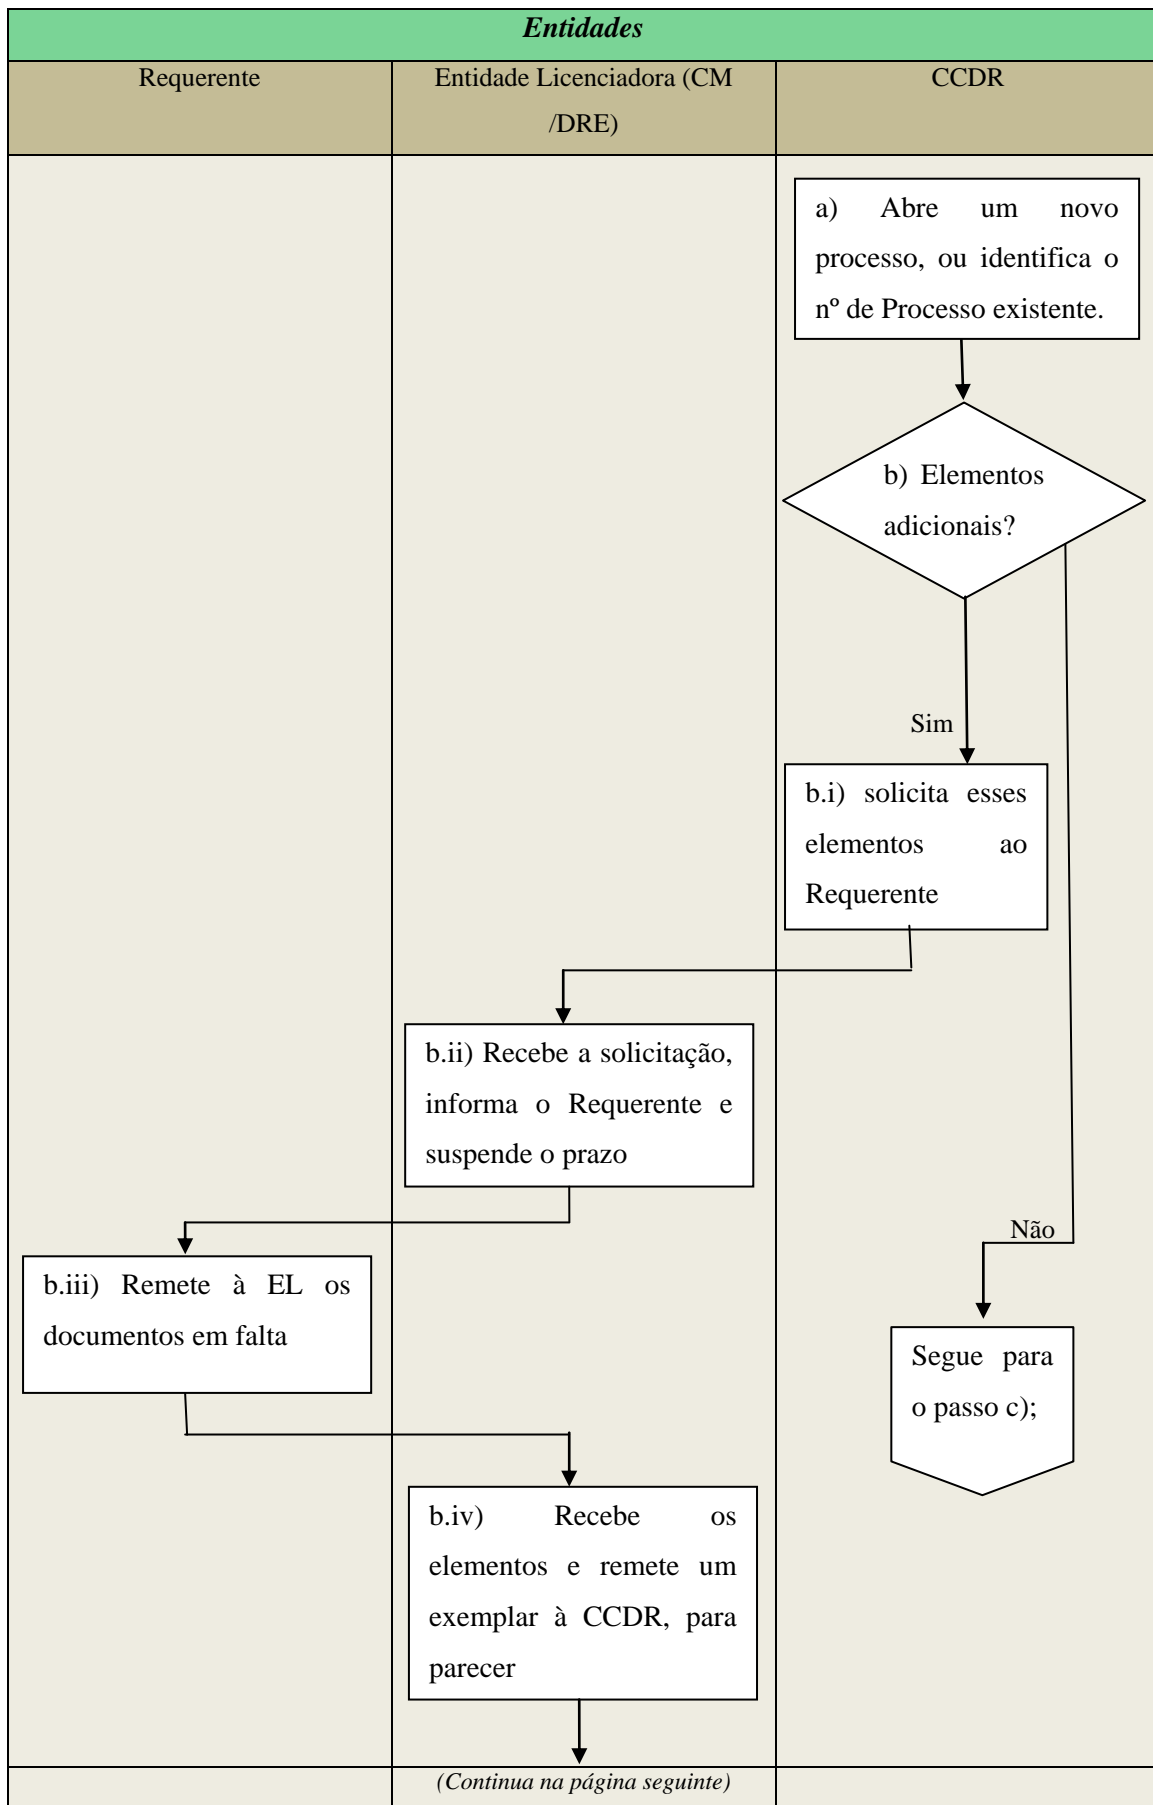 Entidades
Requerente
Entidade Licenciadora (CM
/DRE)
CCDR
a) Abre um novo
processo, ou identifica o
nº de Processo existente.
b) Elementos
adicionais?
Sim
b.i) solicita esses
elementos ao
Requerente
b.ii) Recebe a solicitação,
informa o Requerente e
suspende o prazo
Não
b.iii) Remete à EL os
documentos em falta
Segue para
o passo c);
b.iv) Recebe os
elementos e remete um
exemplar à CCDR, para
parecer
(Continua na página seguinte)